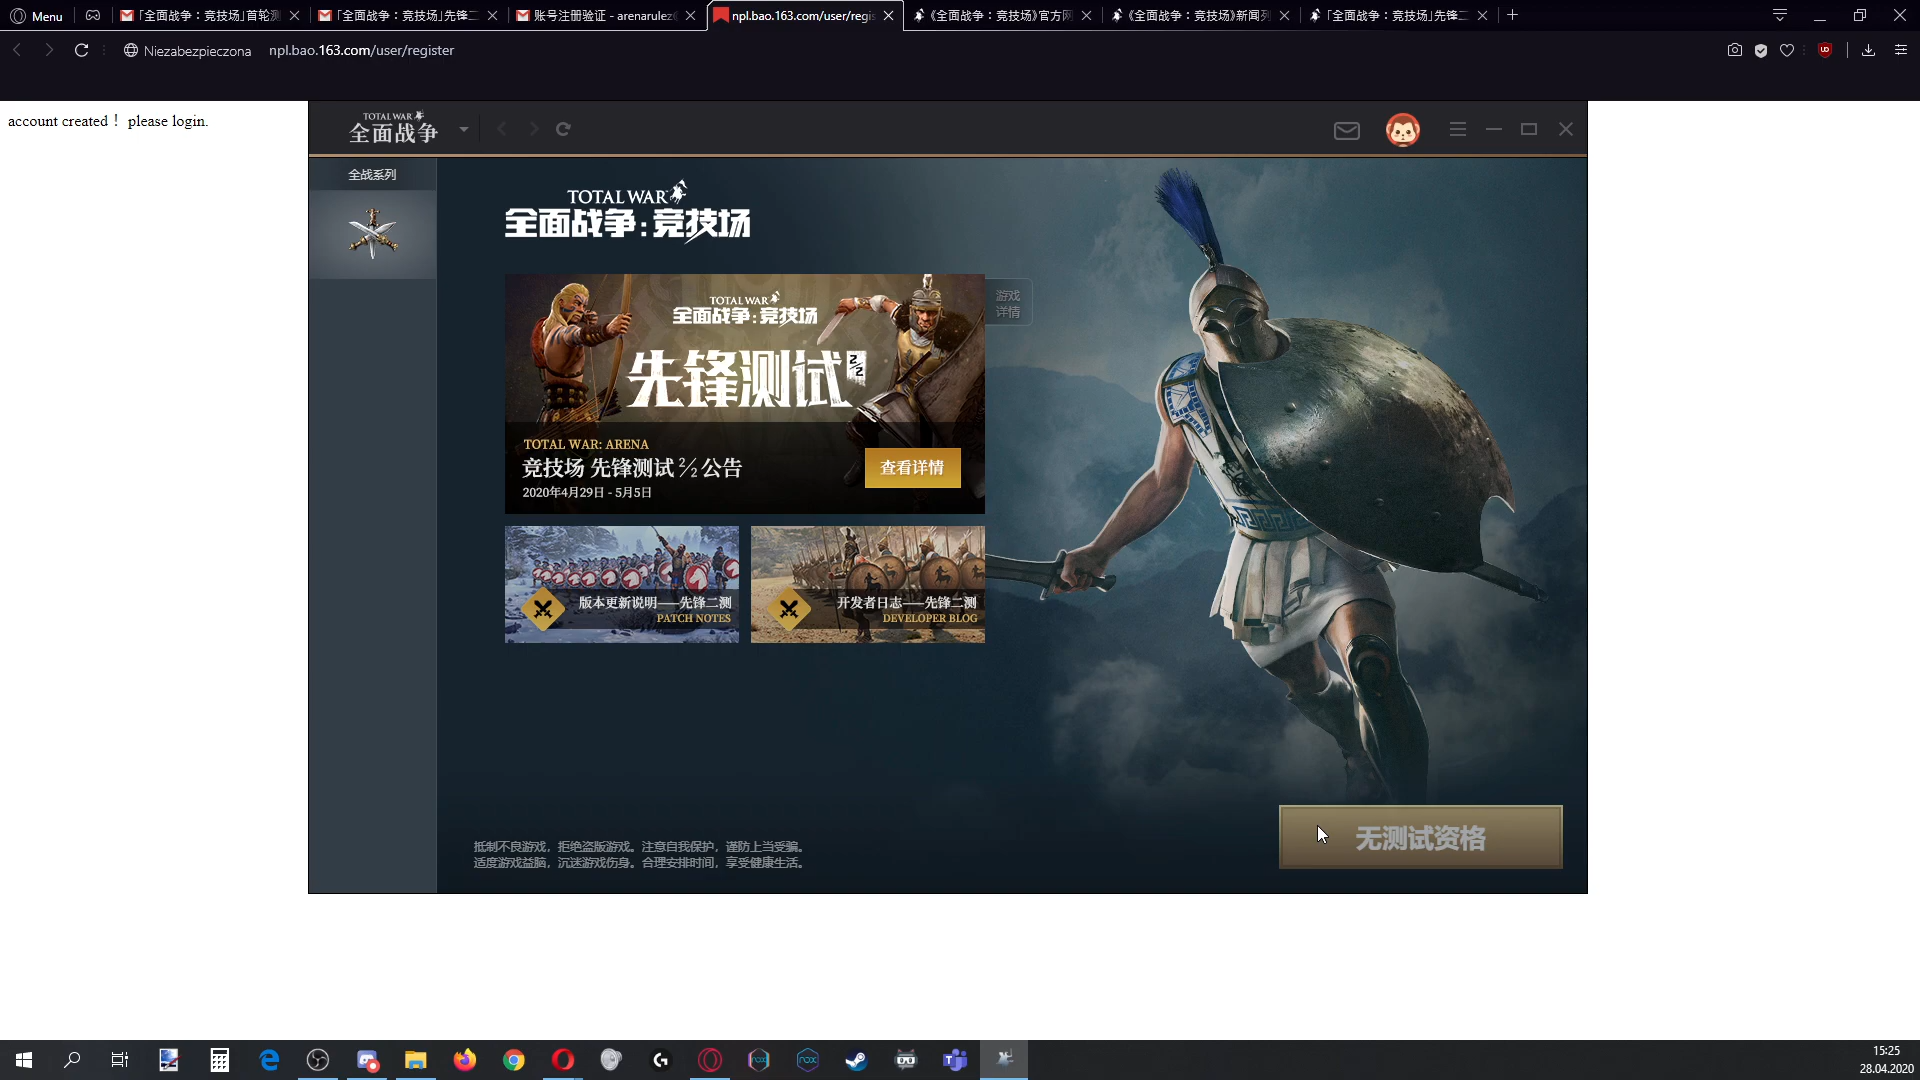 Menu
「全面战争：竞技场」首轮测
「全面战争：竞技场」先锋二
账号注册验证 - arenarulez
npl.bao.163.com/user/regis
《全面战争：竞技场》官方网
《全面战争：竞技场》新闻列
「全面战争：竞技场」先锋二
Niezabezpieczona
npl.bao.163.com/user/register
account created！ please login.
TOTAL WAR
全面战争
全战系列
TOTAL WAR
全面战争:竞技场
游戏
详情
TOTAL WAR
全面战争:竞技场
先锋测试 2/2
TOTAL WAR: ARENA
竞技场 先锋测试 2/2 公告
2020年4月29日 - 5月5日
查看详情
版本更新说明——先锋二测
PATCH NOTES
开发者日志——先锋二测
DEVELOPER BLOG
抵制不良游戏，拒绝盗版游戏。注意自我保护，谨防上当受骗。
适度游戏益脑，沉迷游戏伤身。合理安排时间，享受健康生活。
无测试资格
15:25
28.04.2020